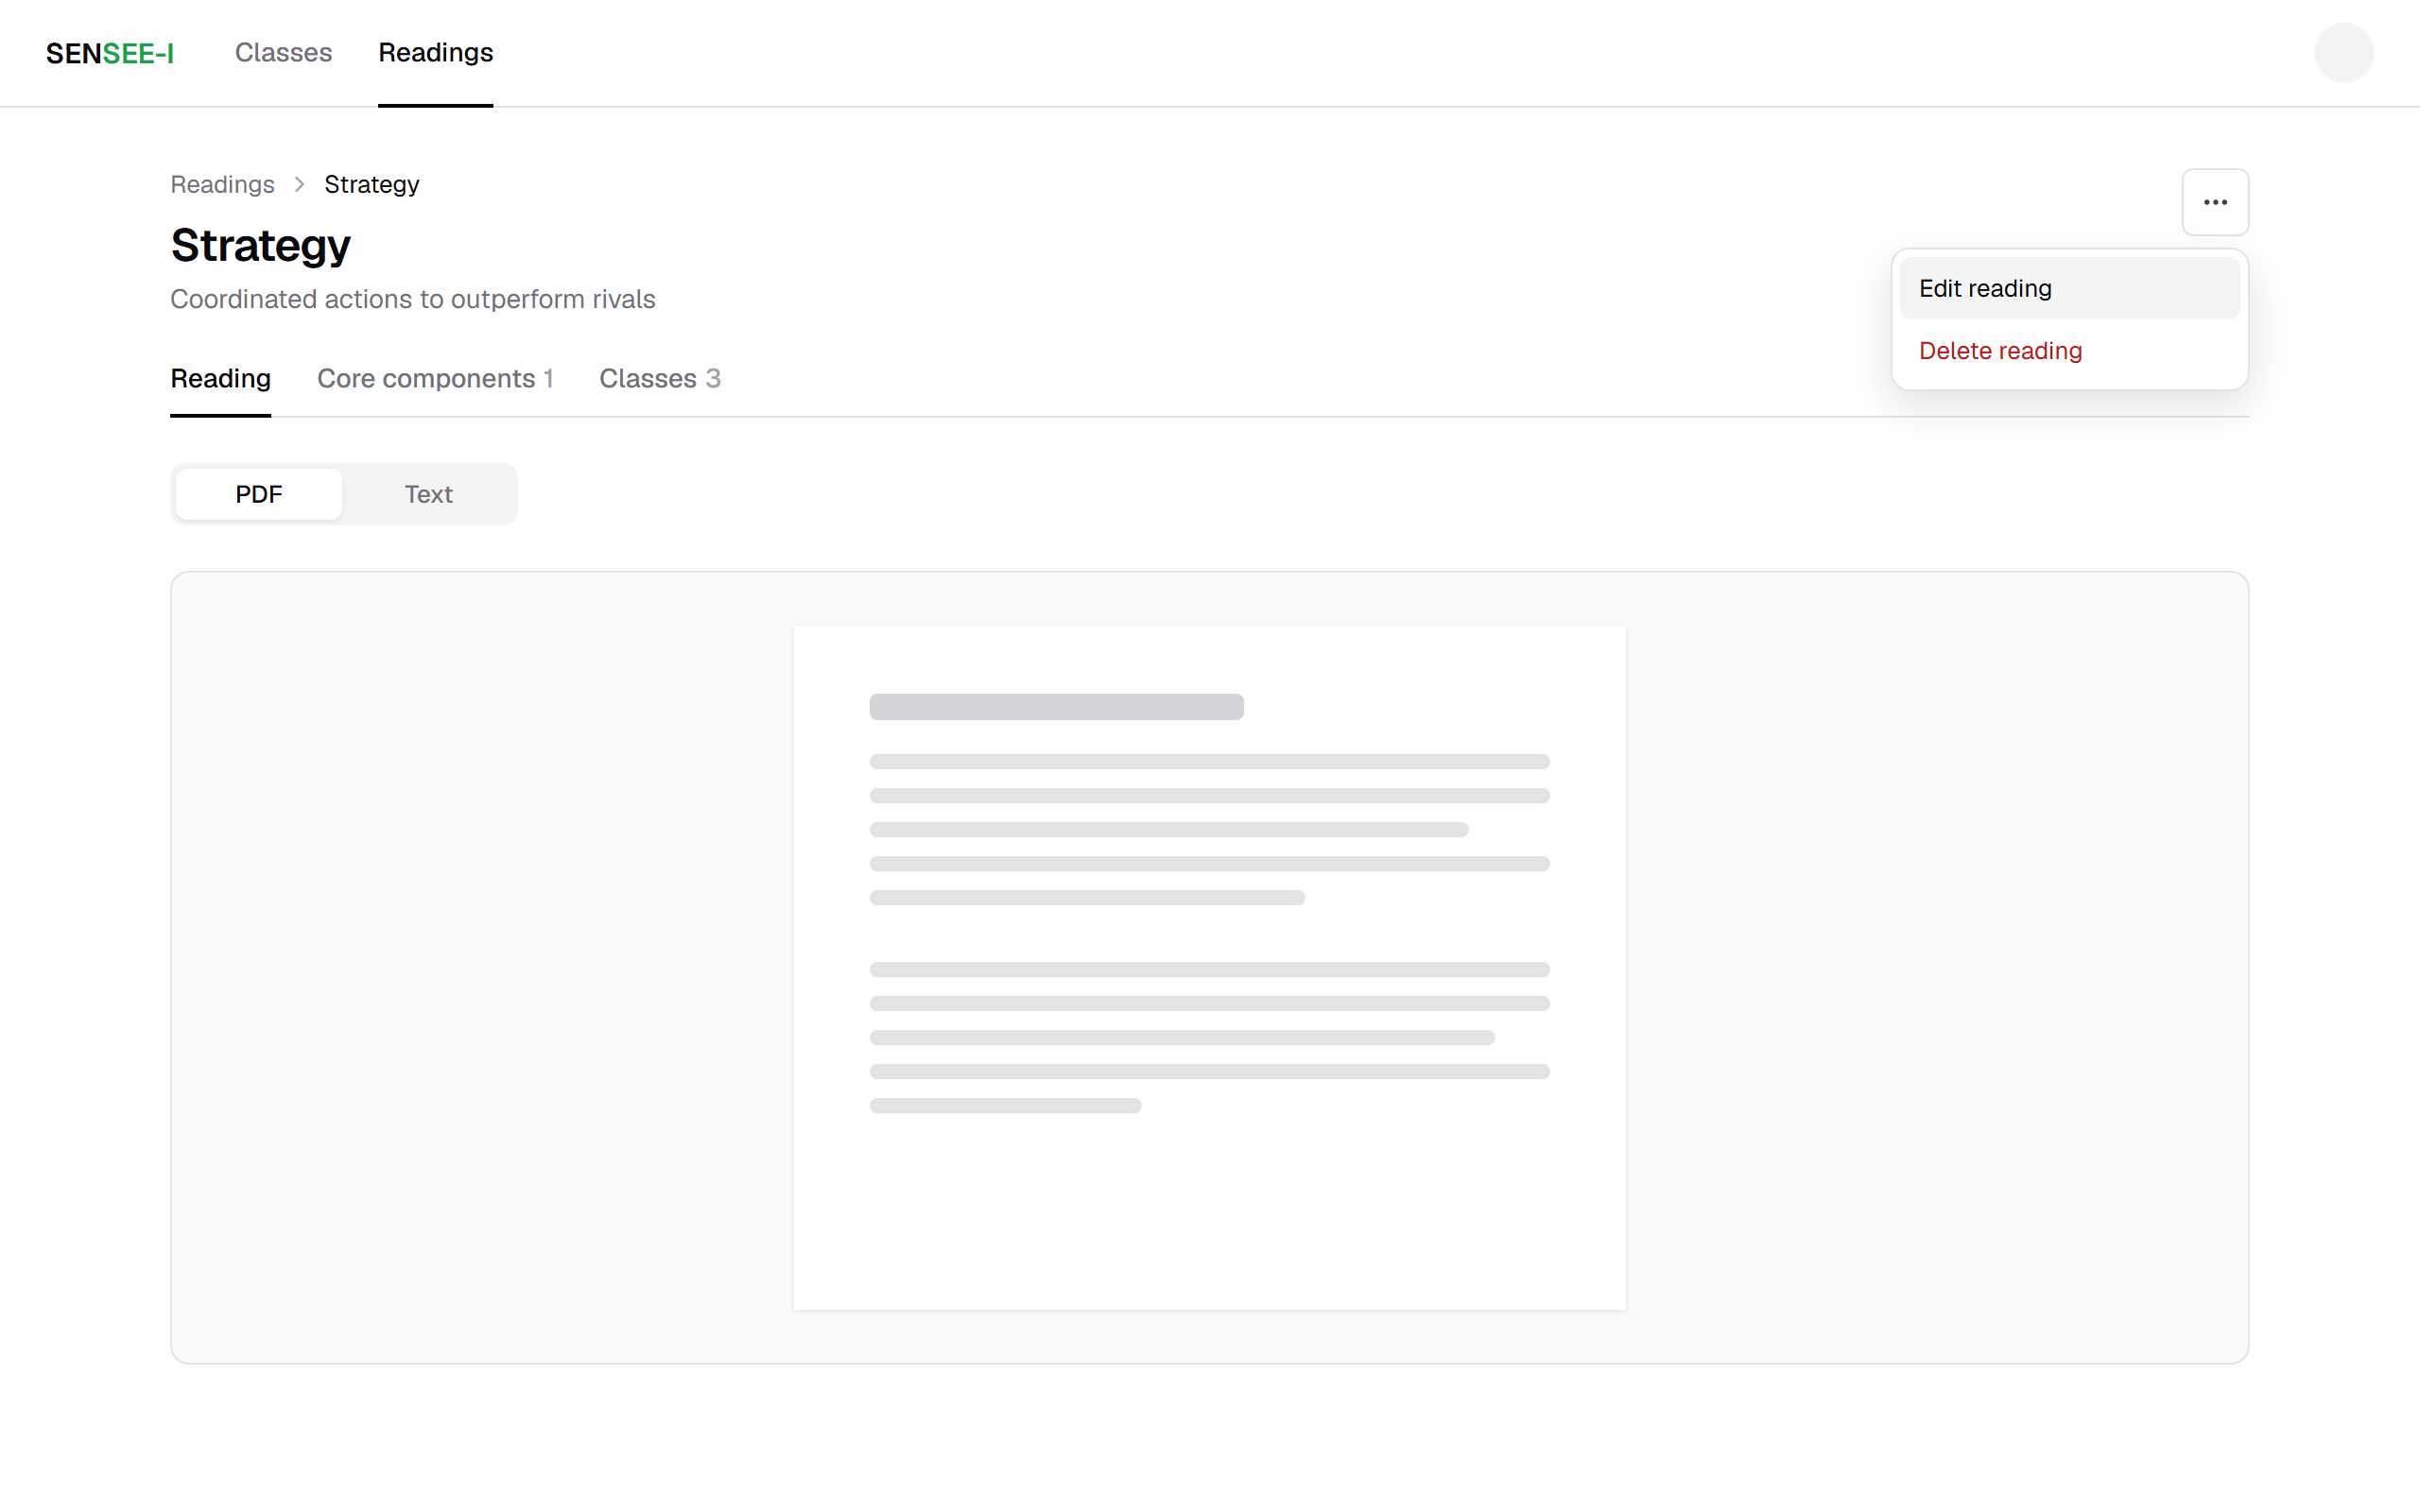 SENSEE-I Classes Readings
Readings > Strategy
Strategy
Coordinated actions to outperform rivals
Edit reading
Delete reading
Reading Core components 1 Classes 3
PDF Text